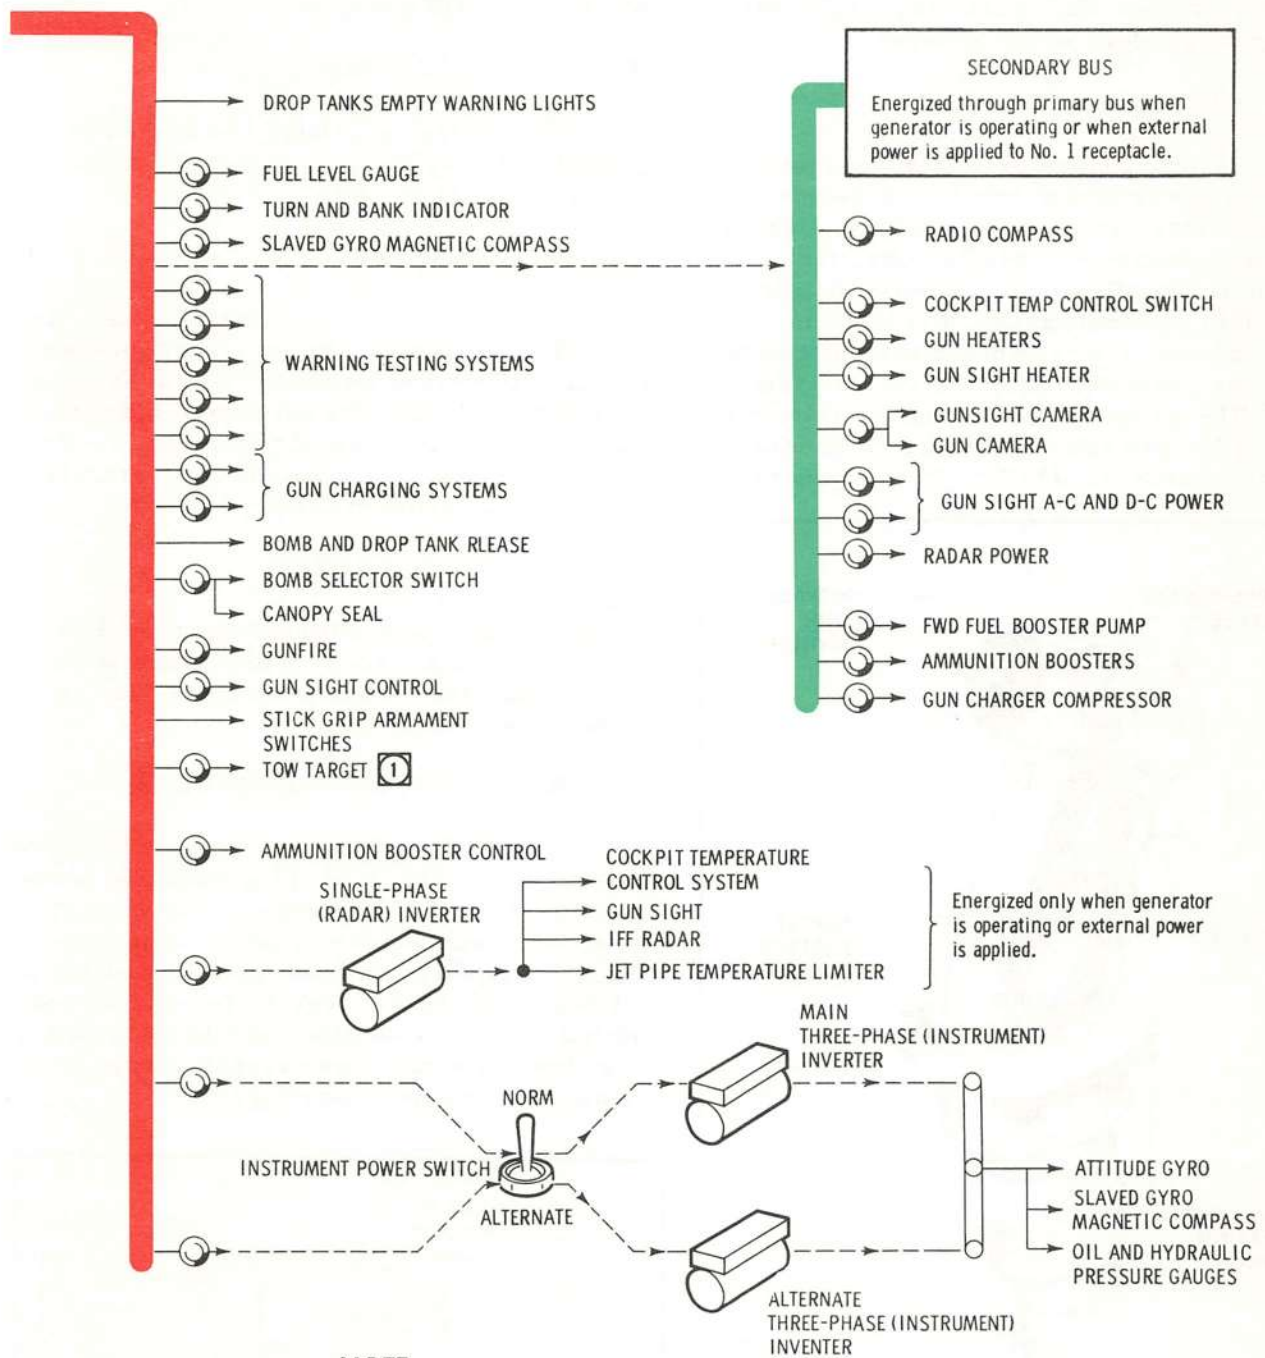 DROP TANKS EMPTY WARNING LIGHTS
FUEL LEVEL GAUGE
TURN AND BANK INDICATOR
SLAVED GYRO MAGNETIC COMPASS
WARNING TESTING SYSTEMS
GUN CHARGING SYSTEMS
BOMB AND DROP TANK RLEASE
BOMB SELECTOR SWITCH
CANOPY SEAL
GUNFIRE
GUN SIGHT CONTROL
STICK GRIP ARMAMENT
SWITCHES
TOW TARGET 1
AMMUNITION BOOSTER CONTROL
SECONDARY BUS
Energized through primary bus when
generator is operating or when external
power is applied to No. 1 receptacle.
RADIO COMPASS
COCKPIT TEMP CONTROL SWITCH
GUN HEATERS
GUN SIGHT HEATER
GUNSIGHT CAMERA
GUN CAMERA
GUN SIGHT A-C AND D-C POWER
RADAR POWER
FWD FUEL BOOSTER PUMP
AMMUNITION BOOSTERS
GUN CHARGER COMPRESSOR
SINGLE-PHASE
(RADAR) INVERTER
COCKPIT TEMPERATURE
CONTROL SYSTEM
GUN SIGHT
IFF RADAR
JET PIPE TEMPERATURE LIMITER
Energized only when generator
is operating or external power
is applied.
MAIN
THREE-PHASE (INSTRUMENT)
INVERTER
NORM
INSTRUMENT POWER SWITCH
ALTERNATE
ATTITUDE GYRO
SLAVED GYRO
MAGNETIC COMPASS
OIL AND HYDRAULIC
PRESSURE GAUGES
ALTERNATE
THREE-PHASE (INSTRUMENT)
INVENTER